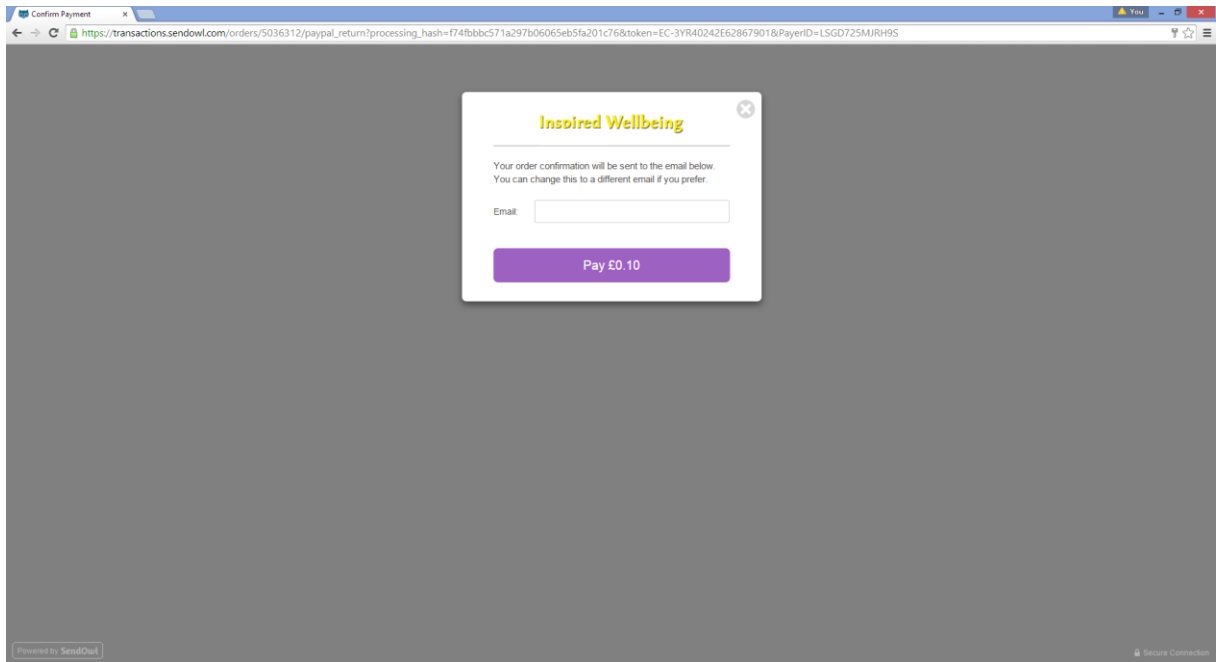 Confirm Payment
You
https://transactions.sendowl.com/orders/5036312/paypal_return?processing_hash=f74fbbbc571a297b06065eb5fa201c76&token=EC-3YR40242E62867901&PayerID=LSGD725MJRH9S
Inspired Wellbeing
Your order confirmation will be sent to the email below.
You can change this to a different email if you prefer.
Email:
Pay £0.10
Powered by SendOwl
Secure Connection